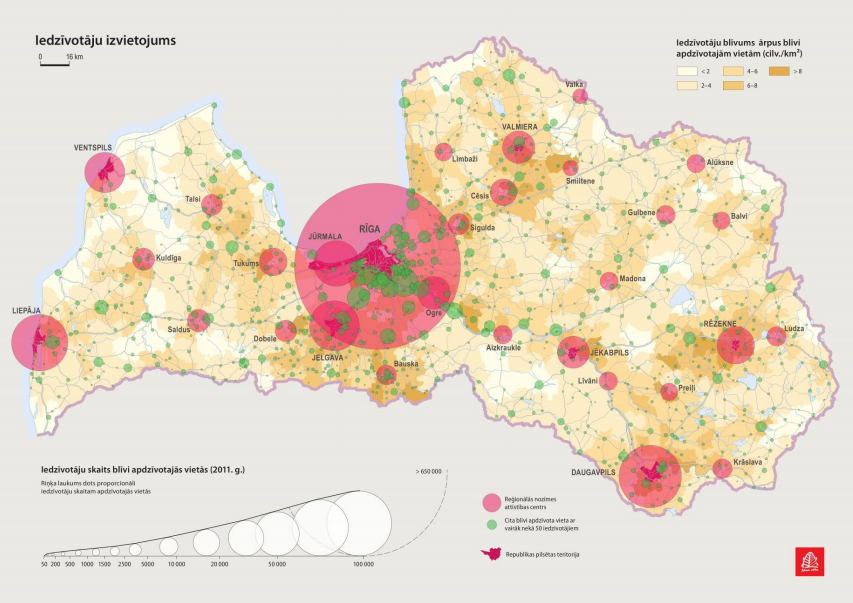 Iedzīvotāju izvietojums
0 16 km
Iedzīvotāju blīvums ārpus blīvi
apdzīvotajām vietām (cilv./km²)
< 2
4–6
> 8
2–4
6–8
Valka
VENTSPILS
VALMIERA
Limbaži
Alūksne
Smiltene
Talsi
Cēsis
Gulbene
Balvi
RĪGA
Sigulda
JŪRMALA
Kuldīga
Tukums
Madona
LIEPĀJA
Ogre
Saldus
Dobele
RĒZEKNE
Ludza
Aizkraukle
JĒKABPILS
JELGAVA
Bauska
Līvāni
Preiļi
DAUGAVPILS
Krāslava
Iedzīvotāju skaits blīvi apdzīvotajās vietās (2011. g.)
Riņķa laukums dots proporcionāli
iedzīvotāju skaitam apdzīvotajās vietās
> 650 000
50 200 500 1000 1500 2500 5000 10 000 20 000 50 000 100 000
Reģionālās nozīmes
attīstības centrs
Cita blīvi apdzīvota vieta ar
vairāk nekā 50 iedzīvotājiem
Republikas pilsētas teritorija